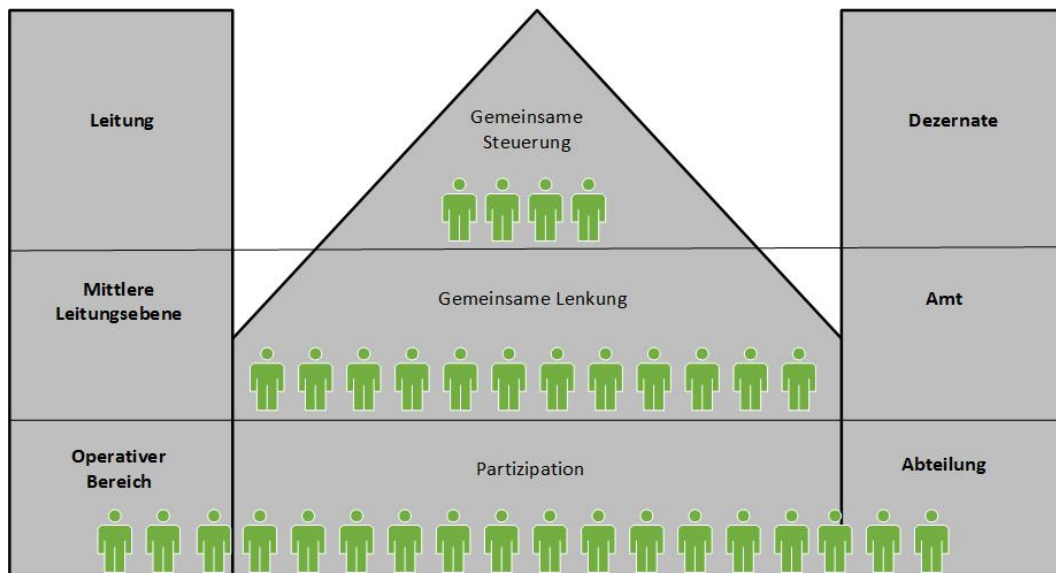 Leitung
Gemeinsame
Steuerung
Dezernate
Mittlere
Leitungsebene
Gemeinsame Lenkung
Amt
Operativer
Bereich
Partizipation
Abteilung